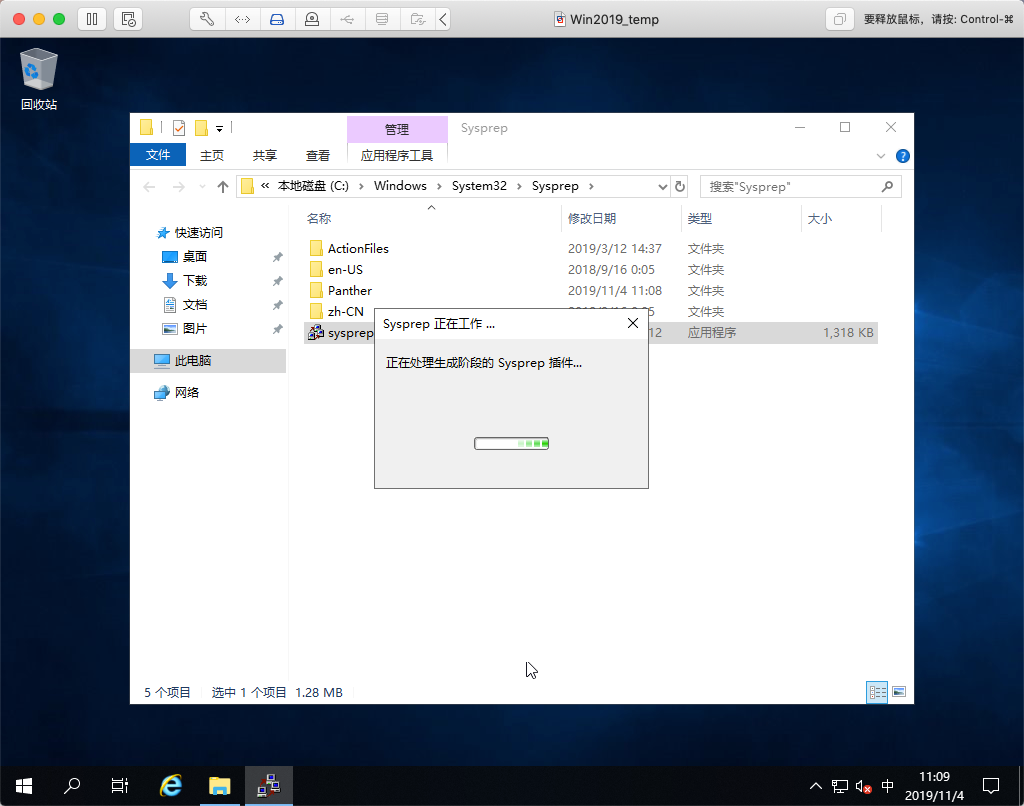 Win2019_temp
要释放鼠标，请按: Control-⌘
回收站
管理
Sysprep
文件
主页
共享
查看
应用程序工具
« 本地磁盘 (C:) › Windows › System32 › Sysprep ›
搜索"Sysprep"
名称
修改日期
类型
大小
快速访问
桌面
下载
文档
图片
此电脑
网络
ActionFiles 2019/3/12 14:37 文件夹
en-US 2018/9/16 0:05 文件夹
Panther 2019/11/4 11:08 文件夹
zh-CN 文件夹
sysprep 12 应用程序 1,318 KB
Sysprep 正在工作 ...
正在处理生成阶段的 Sysprep 插件...
5 个项目
选中 1 个项目 1.28 MB
中
11:09
2019/11/4